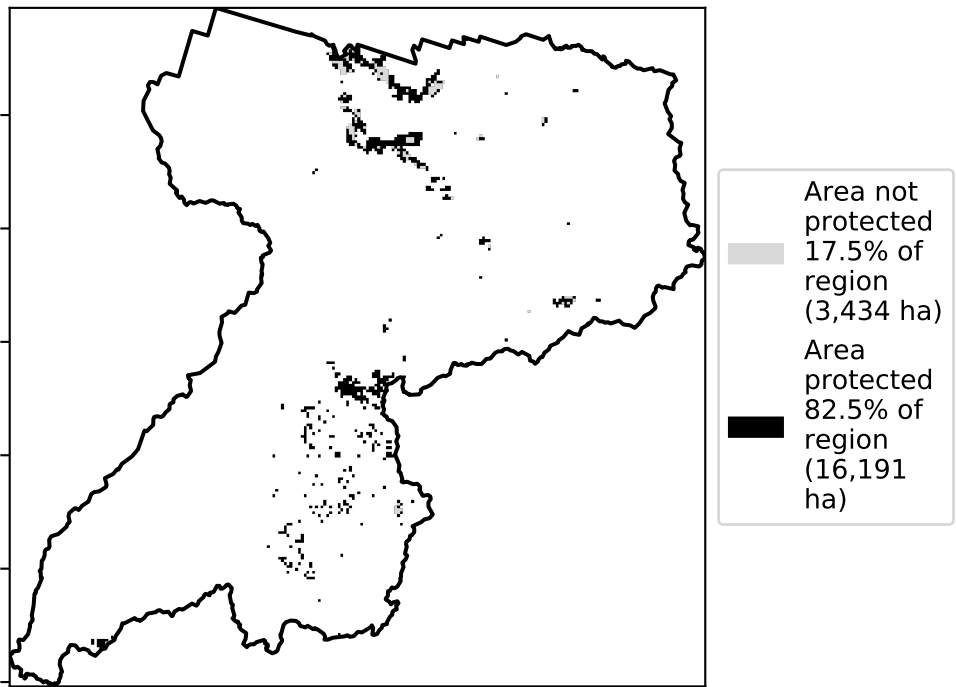 Area not
protected
17.5% of
region
(3,434 ha)
Area
protected
82.5% of
region
(16,191
ha)